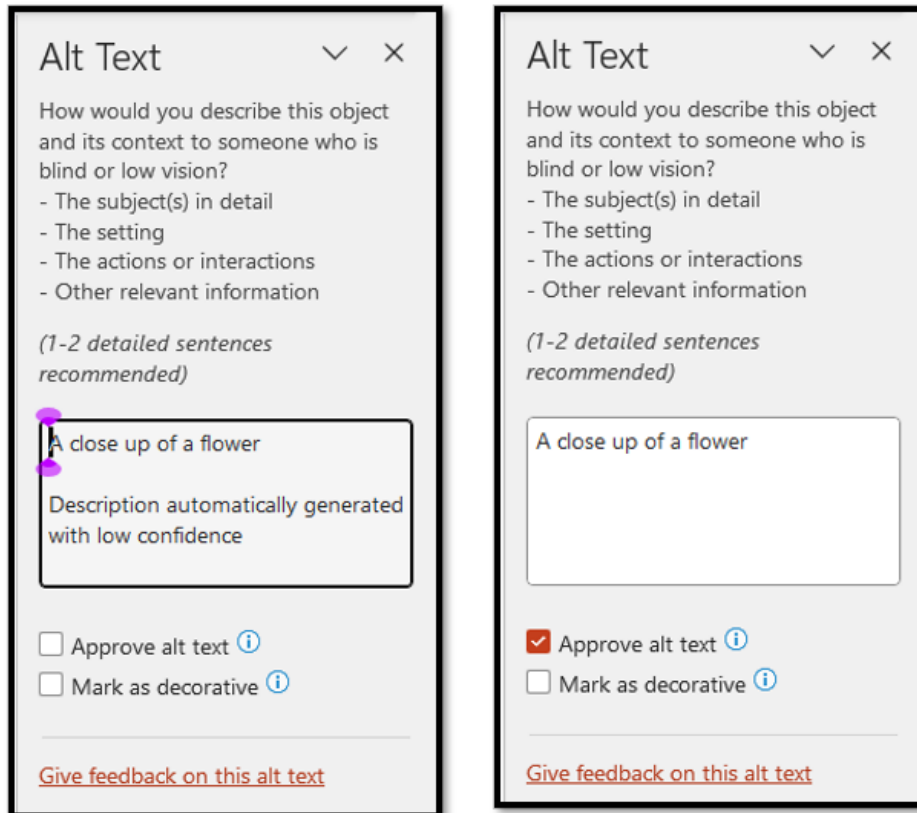 Alt Text
How would you describe this object
and its context to someone who is
blind or low vision?
- The subject(s) in detail
- The setting
- The actions or interactions
- Other relevant information
(1-2 detailed sentences
recommended)
A close up of a flower
Description automatically generated
with low confidence
Approve alt text
Mark as decorative
Give feedback on this alt text
Alt Text
How would you describe this object
and its context to someone who is
blind or low vision?
- The subject(s) in detail
- The setting
- The actions or interactions
- Other relevant information
(1-2 detailed sentences
recommended)
A close up of a flower
Approve alt text
Mark as decorative
Give feedback on this alt text